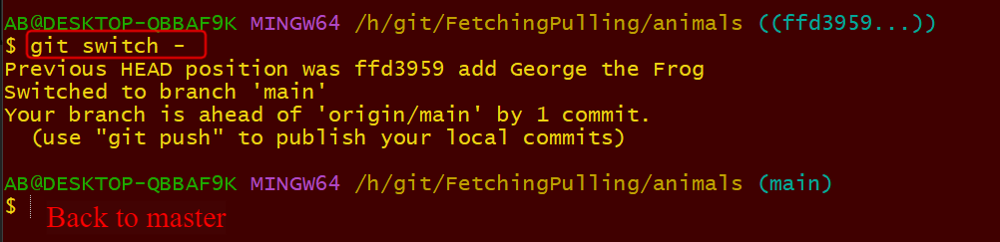 AB@DESKTOP-QBBAF9K MINGW64 /h/git/FetchingPulling/animals ((ffd3959...))
$ git switch -
Previous HEAD position was ffd3959 add George the Frog
Switched to branch 'main'
Your branch is ahead of 'origin/main' by 1 commit.
  (use "git push" to publish your local commits)
AB@DESKTOP-QBBAF9K MINGW64 /h/git/FetchingPulling/animals (main)
$ Back to master